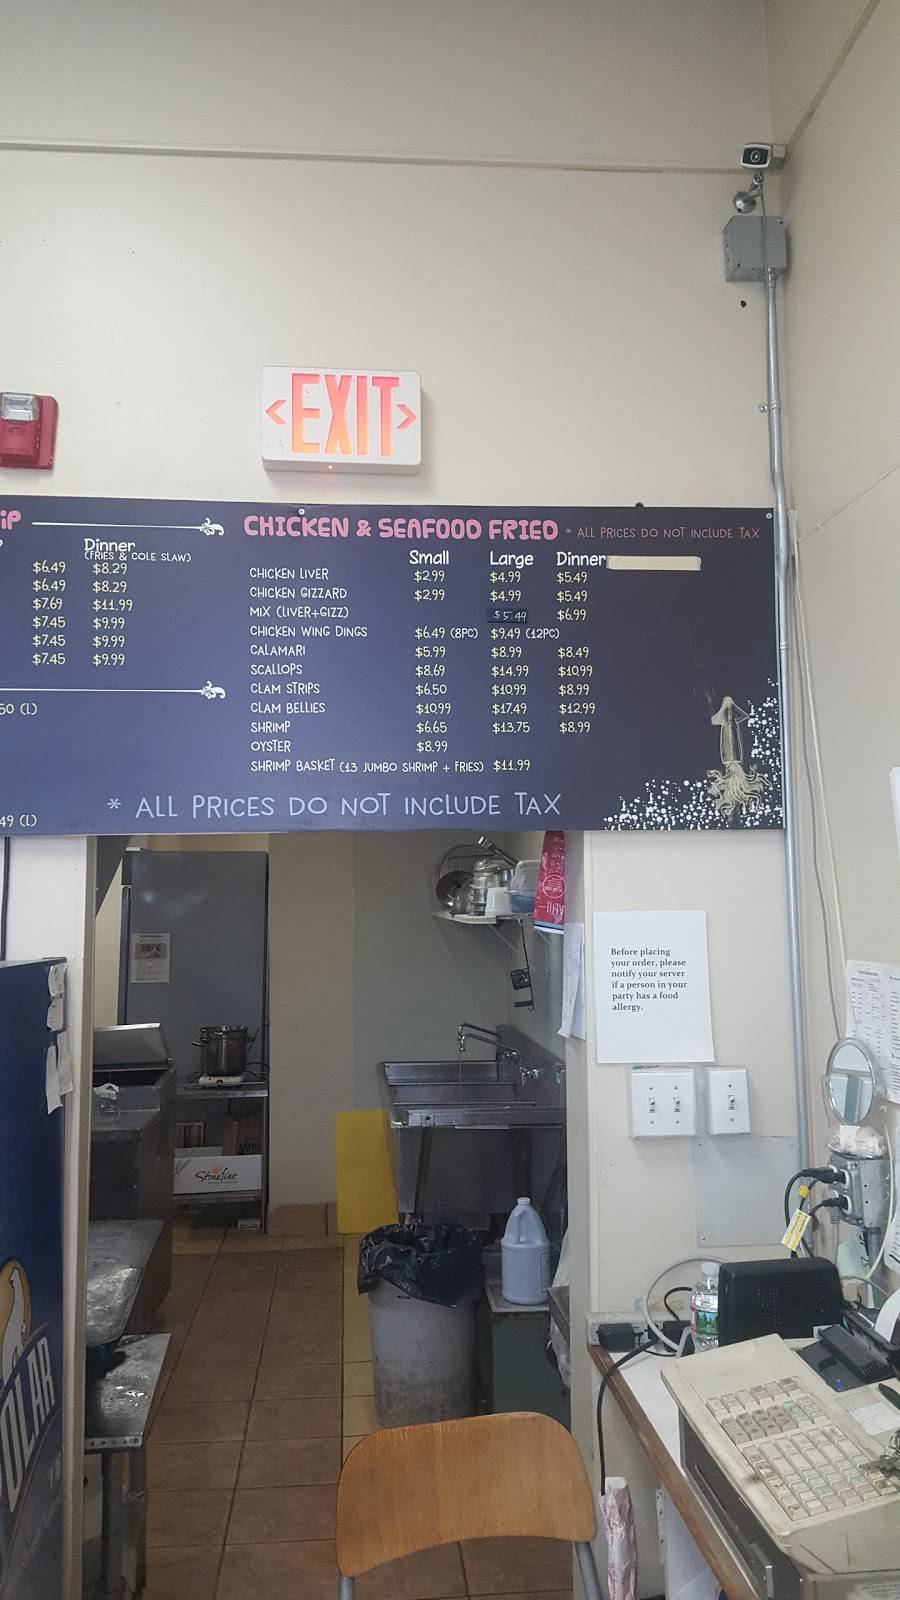 EXIT
iP
CHICKEN & SEAFOOD FRIED * ALL PRICES DO NOT INCLUDE TAX
Dinner
(FRIES & COLE SLAW)
$6.49 $8.29
$6.49 $8.29
$7.69 $11.99
$7.45 $9.99
$7.45 $9.99
$7.45 $9.99
50 (L)
49 (L)
Small Large Dinner
CHICKEN LIVER $2.99 $4.99 $5.49
CHICKEN GIZZARD $2.99 $4.99 $5.49
MIX (LIVER+GIZZ) $5.49 $6.99
CHICKEN WING DINGS $6.49 (8PC) $9.49 (12PC)
CALAMARI $5.99 $8.99 $8.49
SCALLOPS $8.69 $14.99 $10.99
CLAM STRIPS $6.50 $10.99 $8.99
CLAM BELLIES $10.99 $17.49 $12.99
SHRIMP $6.65 $13.75 $8.99
OYSTER $8.99
SHRIMP BASKET (13 JUMBO SHRIMP + FRIES) $11.99
* ALL PRICES DO NOT INCLUDE TAX
Before placing
your order, please
notify your server
if a person in your
party has a food
allergy.
Stonefire
OLAR